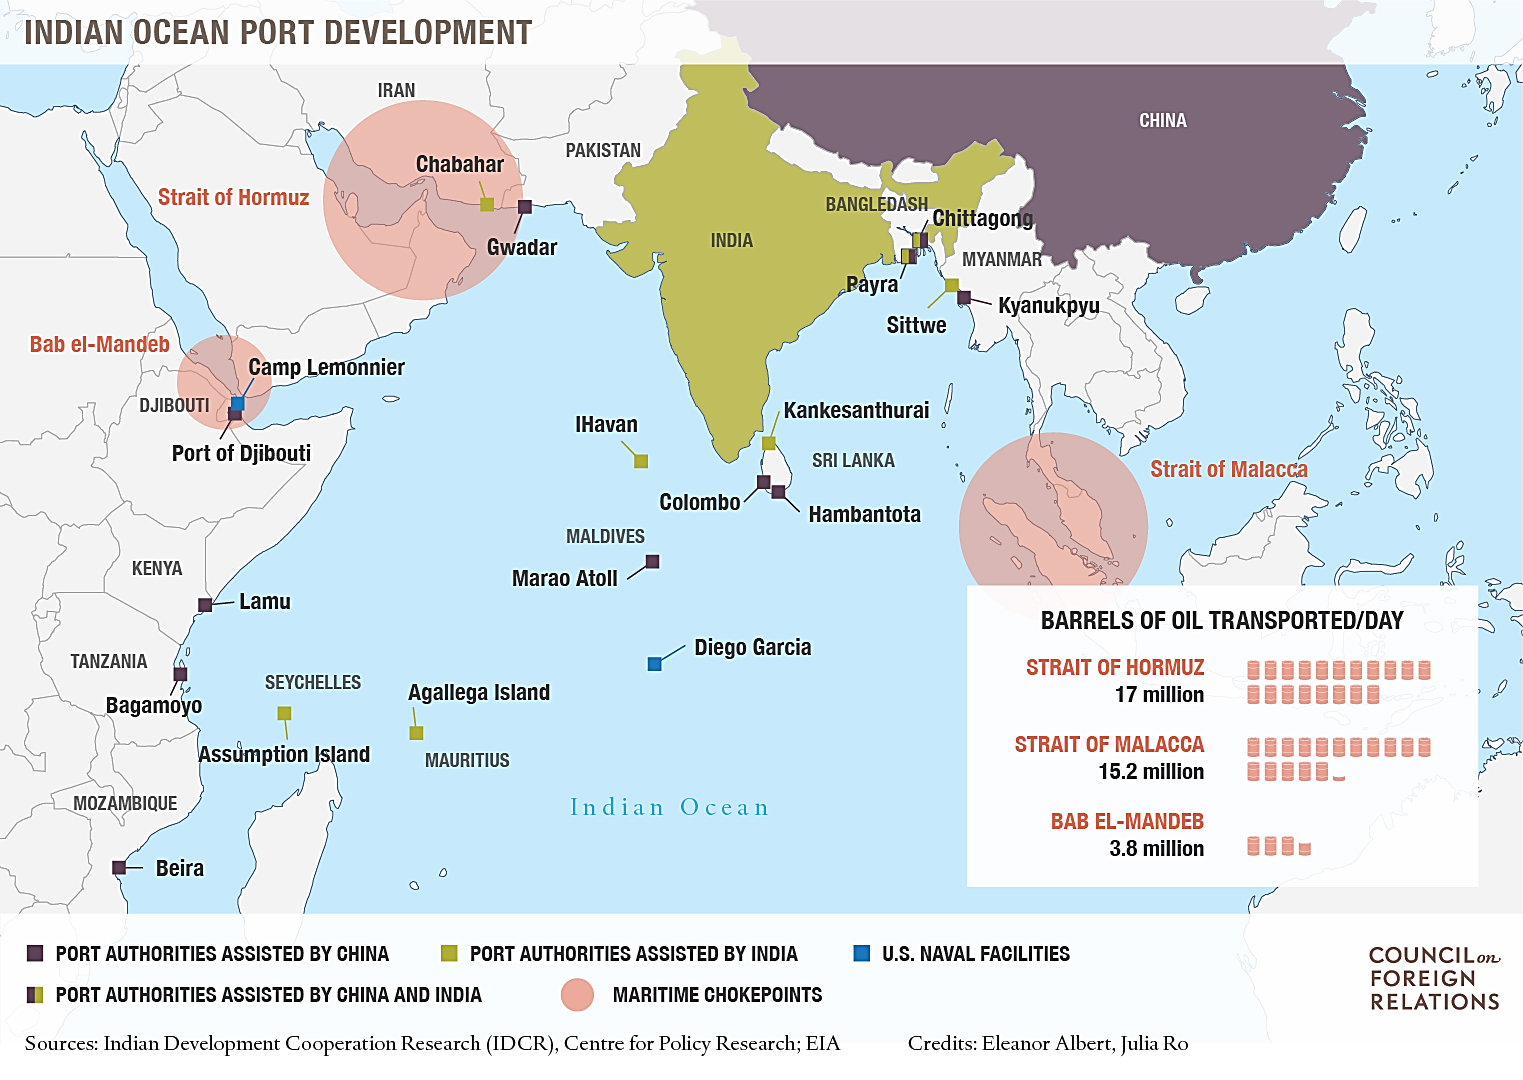 INDIAN OCEAN PORT DEVELOPMENT
IRAN
CHINA
PAKISTAN
Chabahar
Strait of Hormuz
BANGLEDASH
Chittagong
INDIA
Gwadar
MYANMAR
Payra
Kyanukpyu
Sittwe
Bab el-Mandeb
Camp Lemonnier
DJIBOUTI
Kankesanthurai
IHavan
Port of Djibouti
SRI LANKA
Strait of Malacca
Colombo
Hambantota
MALDIVES
KENYA
Marao Atoll
Lamu
Diego Garcia
TANZANIA
SEYCHELLES
Agallega Island
Bagamoyo
Assumption Island
MAURITIUS
MOZAMBIQUE
Indian Ocean
Beira
BARRELS OF OIL TRANSPORTED/DAY
STRAIT OF HORMUZ
17 million
STRAIT OF MALACCA
15.2 million
BAB EL-MANDEB
3.8 million
PORT AUTHORITIES ASSISTED BY CHINA
PORT AUTHORITIES ASSISTED BY INDIA
U.S. NAVAL FACILITIES
PORT AUTHORITIES ASSISTED BY CHINA AND INDIA
MARITIME CHOKEPOINTS
COUNCIL on
FOREIGN
RELATIONS
Sources: Indian Development Cooperation Research (IDCR), Centre for Policy Research; EIA
Credits: Eleanor Albert, Julia Ro